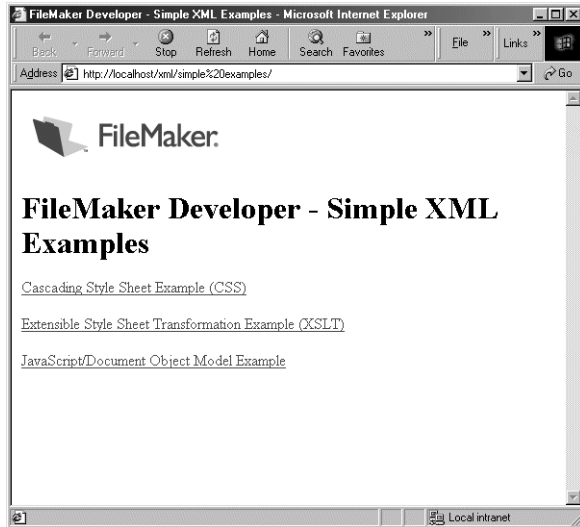 FileMaker Developer - Simple XML Examples - Microsoft Internet Explorer
Back Forward Stop Refresh Home Search Favorites » File » Links »
Address http://localhost/xml/simple%20examples/ Go
FileMaker.
FileMaker Developer - Simple XML
Examples
Cascading Style Sheet Example (CSS)
Extensible Style Sheet Transformation Example (XSLT)
JavaScript/Document Object Model Example
Local intranet